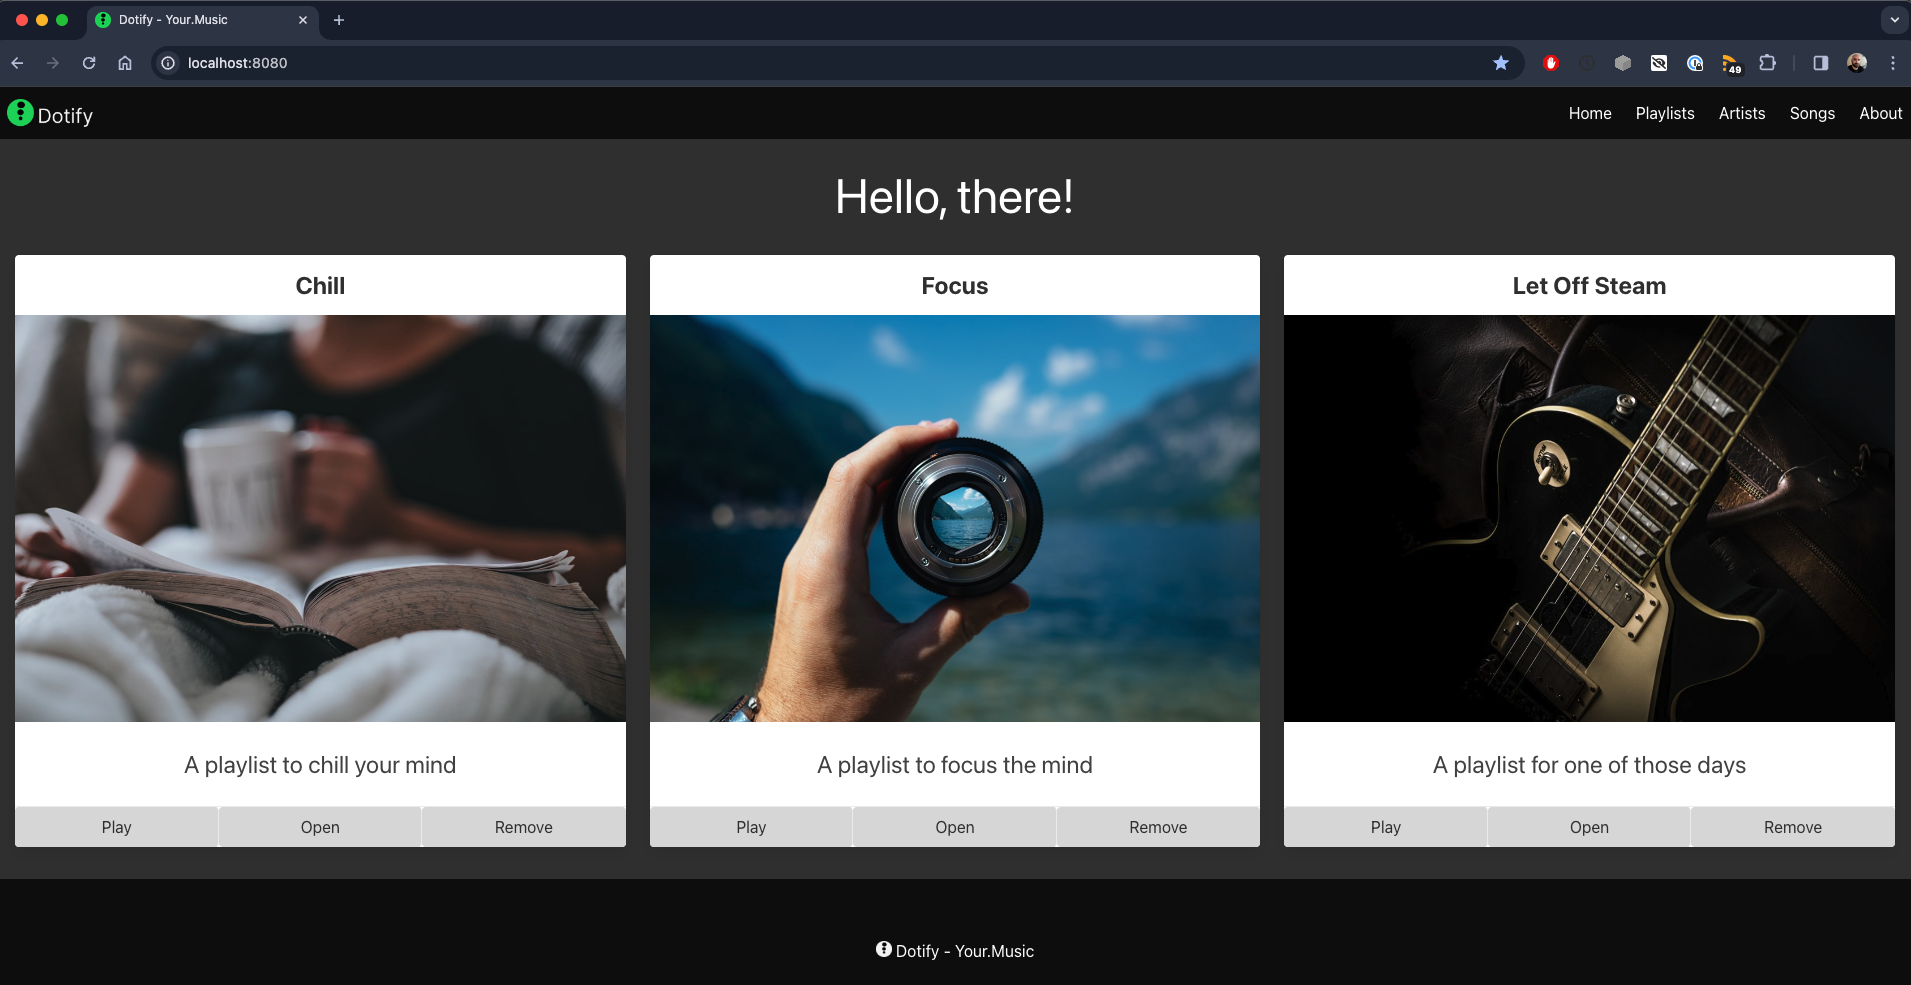 Dotify - Your.Music
localhost:8080
49
Dotify
Home Playlists Artists Songs About
Hello, there!
Chill
A playlist to chill your mind
Play Open Remove
Focus
A playlist to focus the mind
Play Open Remove
Let Off Steam
A playlist for one of those days
Play Open Remove
Dotify - Your.Music